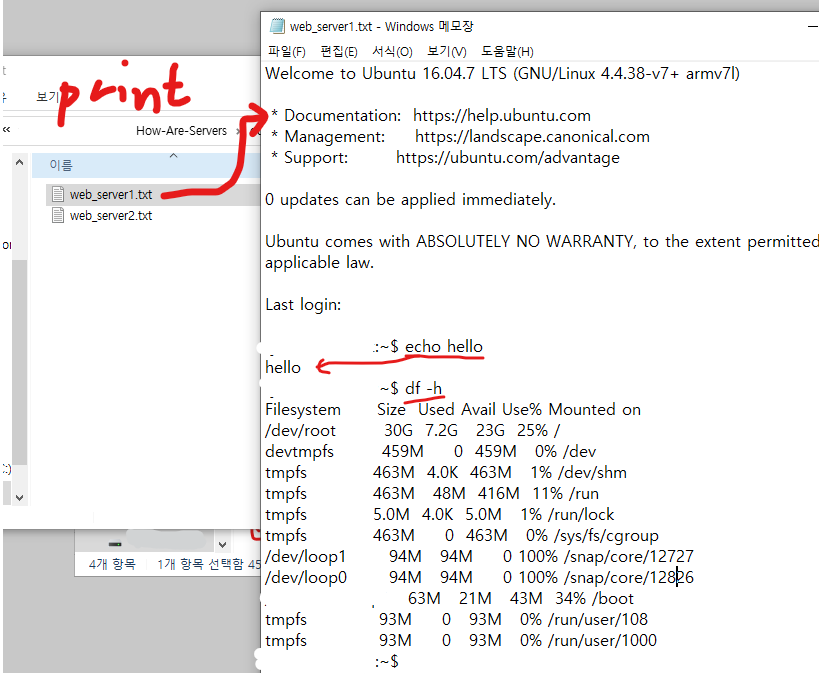 web_server1.txt - Windows 메모장
파일(F) 편집(E) 서식(O) 보기(V) 도움말(H)
보기
print
How-Are-Servers
이름
web_server1.txt
web_server2.txt
4개 항목 1개 항목 선택함 45
Welcome to Ubuntu 16.04.7 LTS (GNU/Linux 4.4.38-v7+ armv7l)
* Documentation: https://help.ubuntu.com
* Management: https://landscape.canonical.com
* Support: https://ubuntu.com/advantage
0 updates can be applied immediately.
Ubuntu comes with ABSOLUTELY NO WARRANTY, to the extent permitted
applicable law.
Last login:
:~$ echo hello
hello
~$ df -h
Filesystem Size Used Avail Use% Mounted on
/dev/root 30G 7.2G 23G 25% /
devtmpfs 459M 0 459M 0% /dev
tmpfs 463M 4.0K 463M 1% /dev/shm
tmpfs 463M 48M 416M 11% /run
tmpfs 5.0M 4.0K 5.0M 1% /run/lock
tmpfs 463M 0 463M 0% /sys/fs/cgroup
/dev/loop1 94M 94M 0 100% /snap/core/12727
/dev/loop0 94M 94M 0 100% /snap/core/12826
63M 21M 43M 34% /boot
tmpfs 93M 0 93M 0% /run/user/108
tmpfs 93M 0 93M 0% /run/user/1000
:~$